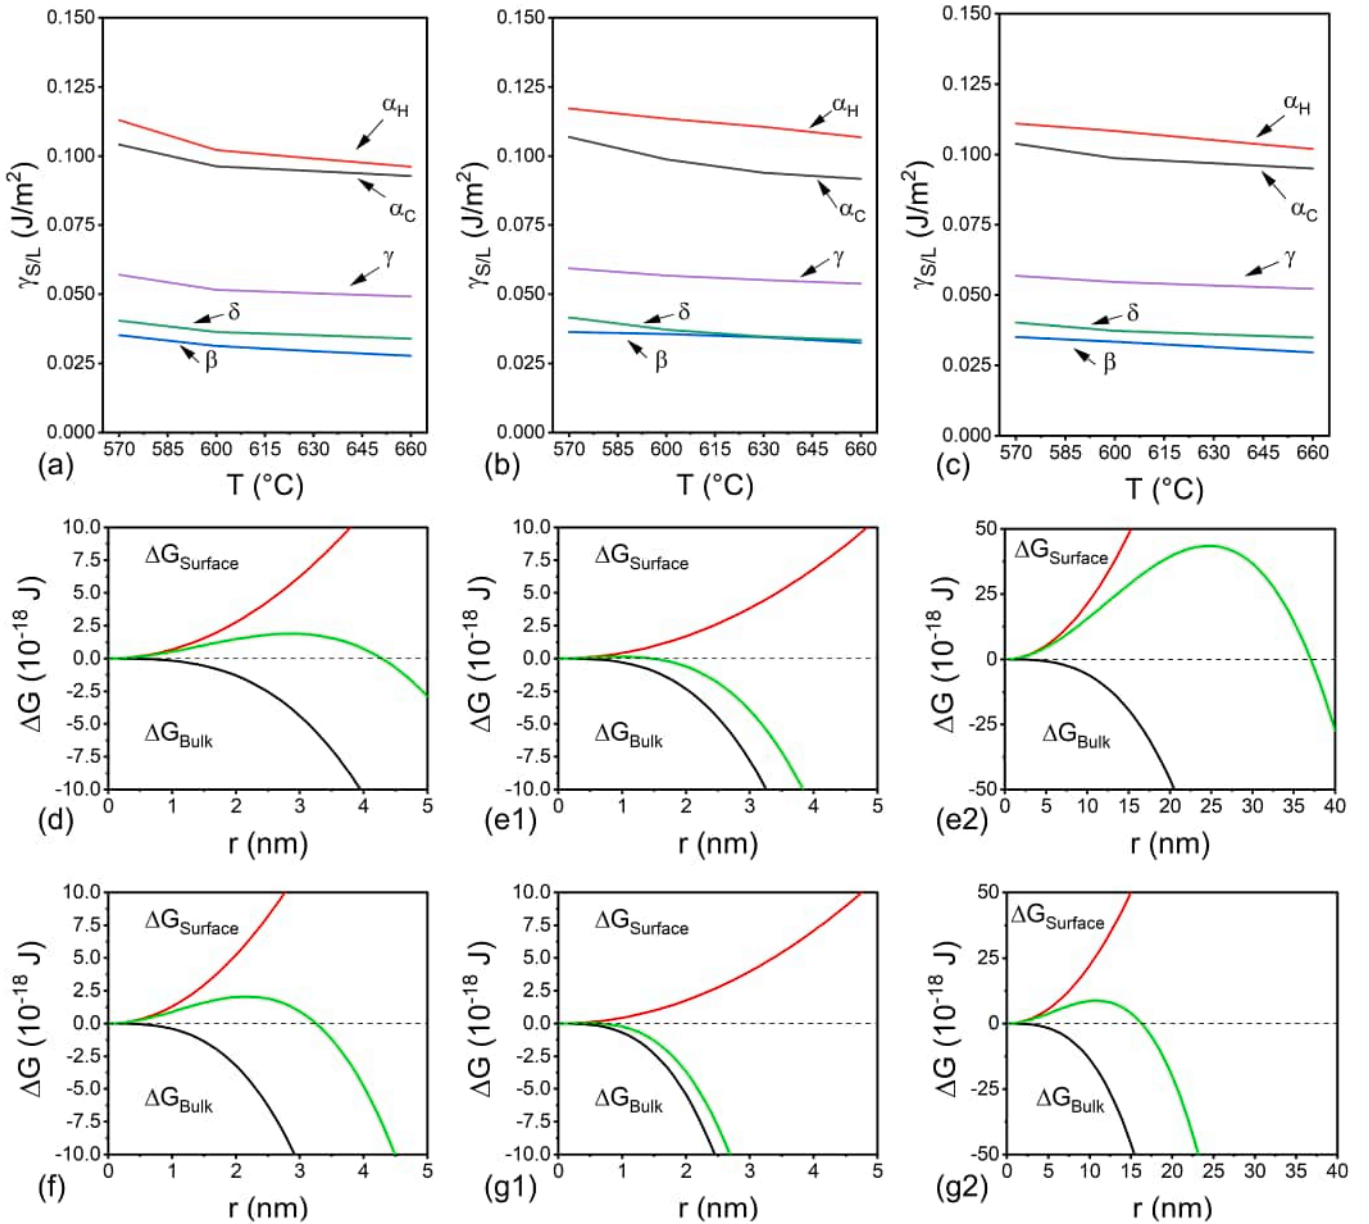 0.150
0.125
0.100
0.075
0.050
0.025
0.000
γS/L (J/m²)
αH
αC
γ
δ
β
570 585 600 615 630 645 660
(a)
T (°C)
0.150
0.125
0.100
0.075
0.050
0.025
0.000
γS/L (J/m²)
αH
αC
γ
δ
β
570 585 600 615 630 645 660
(b)
T (°C)
0.150
0.125
0.100
0.075
0.050
0.025
0.000
γS/L (J/m²)
αH
αC
γ
δ
β
570 585 600 615 630 645 660
(c)
T (°C)
10.0
7.5
5.0
2.5
0.0
-2.5
-5.0
-7.5
-10.0
ΔG (10⁻¹⁸ J)
ΔGSurface
ΔGBulk
0 1 2 3 4 5
(d)
r (nm)
10.0
7.5
5.0
2.5
0.0
-2.5
-5.0
-7.5
-10.0
ΔG (10⁻¹⁸ J)
ΔGSurface
ΔGBulk
0 1 2 3 4 5
(e1)
r (nm)
50
25
0
-25
-50
ΔG (10⁻¹⁸ J)
ΔGSurface
ΔGBulk
0 5 10 15 20 25 30 35 40
(e2)
r (nm)
10.0
7.5
5.0
2.5
0.0
-2.5
-5.0
-7.5
-10.0
ΔG (10⁻¹⁸ J)
ΔGSurface
ΔGBulk
0 1 2 3 4 5
(f)
r (nm)
10.0
7.5
5.0
2.5
0.0
-2.5
-5.0
-7.5
-10.0
ΔG (10⁻¹⁸ J)
ΔGSurface
ΔGBulk
0 1 2 3 4 5
(g1)
r (nm)
50
25
0
-25
-50
ΔG (10⁻¹⁸ J)
ΔGSurface
ΔGBulk
0 5 10 15 20 25 30 35 40
(g2)
r (nm)